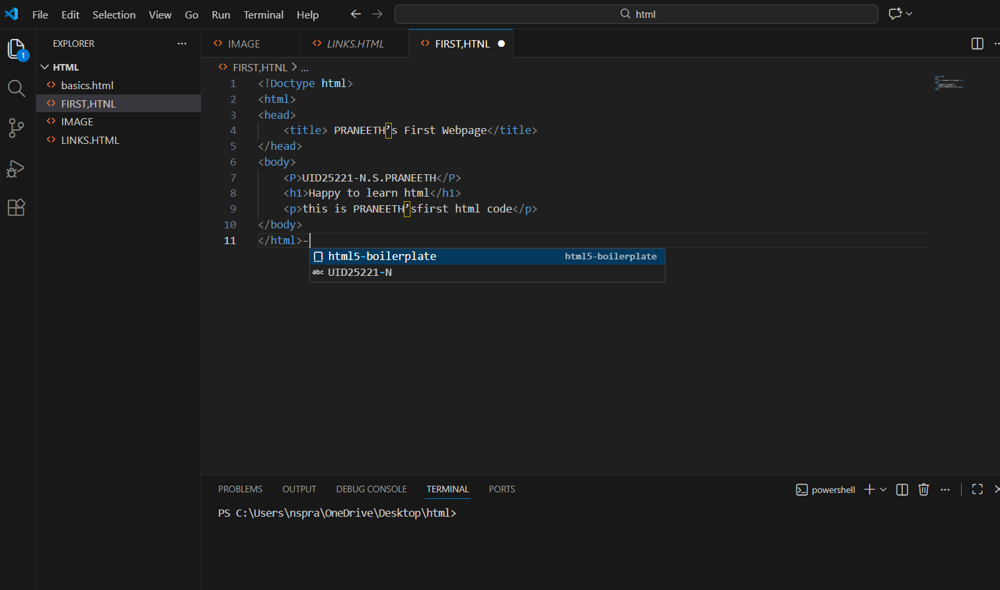 File Edit Selection View Go Run Terminal Help
html
EXPLORER
1
HTML
basics.html
FIRST,HTNL
IMAGE
LINKS.HTML
IMAGE LINKS.HTML FIRST,HTNL
FIRST,HTNL > ...
1 <!Doctype html>
2 <html>
3 <head>
4 <title> PRANEETH’s First Webpage</title>
5 </head>
6 <body>
7 <P>UID25221-N.S.PRANEETH</P>
8 <h1>Happy to learn html</h1>
9 <p>this is PRANEETH’sfirst html code</p>
10 </body>
11 </html>-
html5-boilerplate html5-boilerplate
abc UID25221-N
PROBLEMS OUTPUT DEBUG CONSOLE TERMINAL PORTS
powershell
PS C:\Users\nspra\OneDrive\Desktop\html>